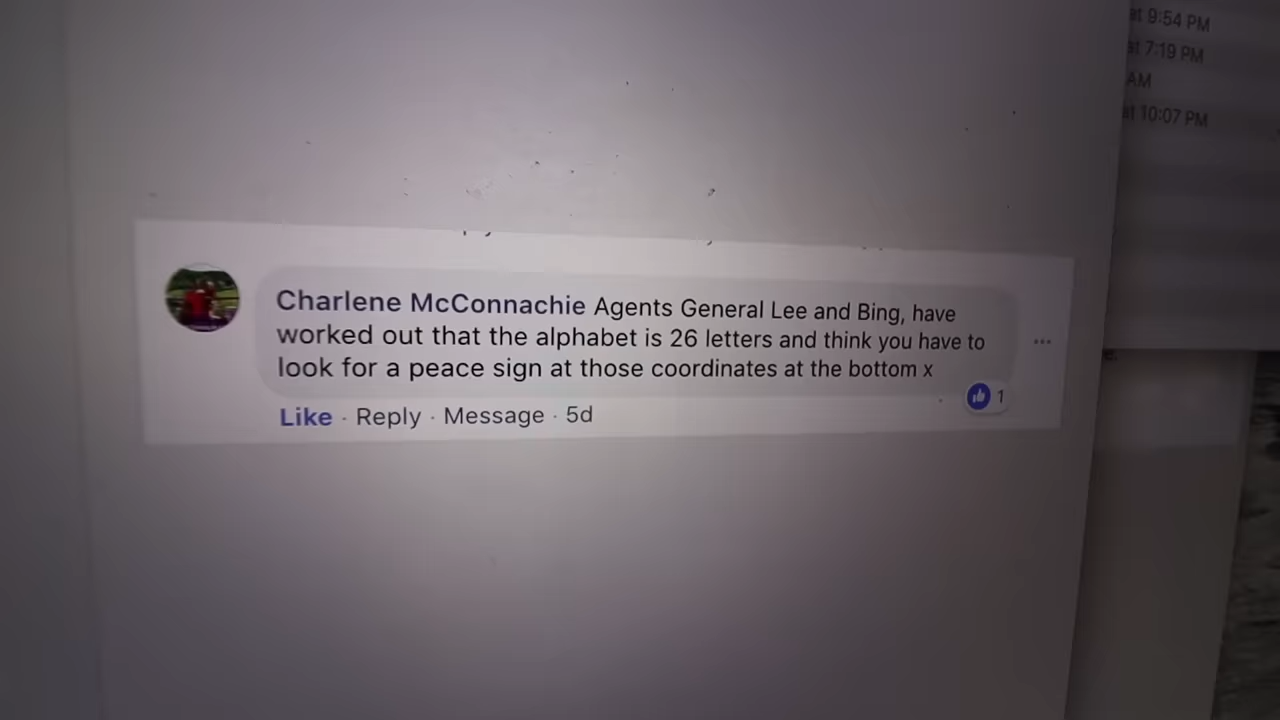 at 9:54 PM
at 7:19 PM
AM
at 10:07 PM
Charlene McConnachie Agents General Lee and Bing, have
worked out that the alphabet is 26 letters and think you have to
look for a peace sign at those coordinates at the bottom x
...
1
Like · Reply · Message · 5d